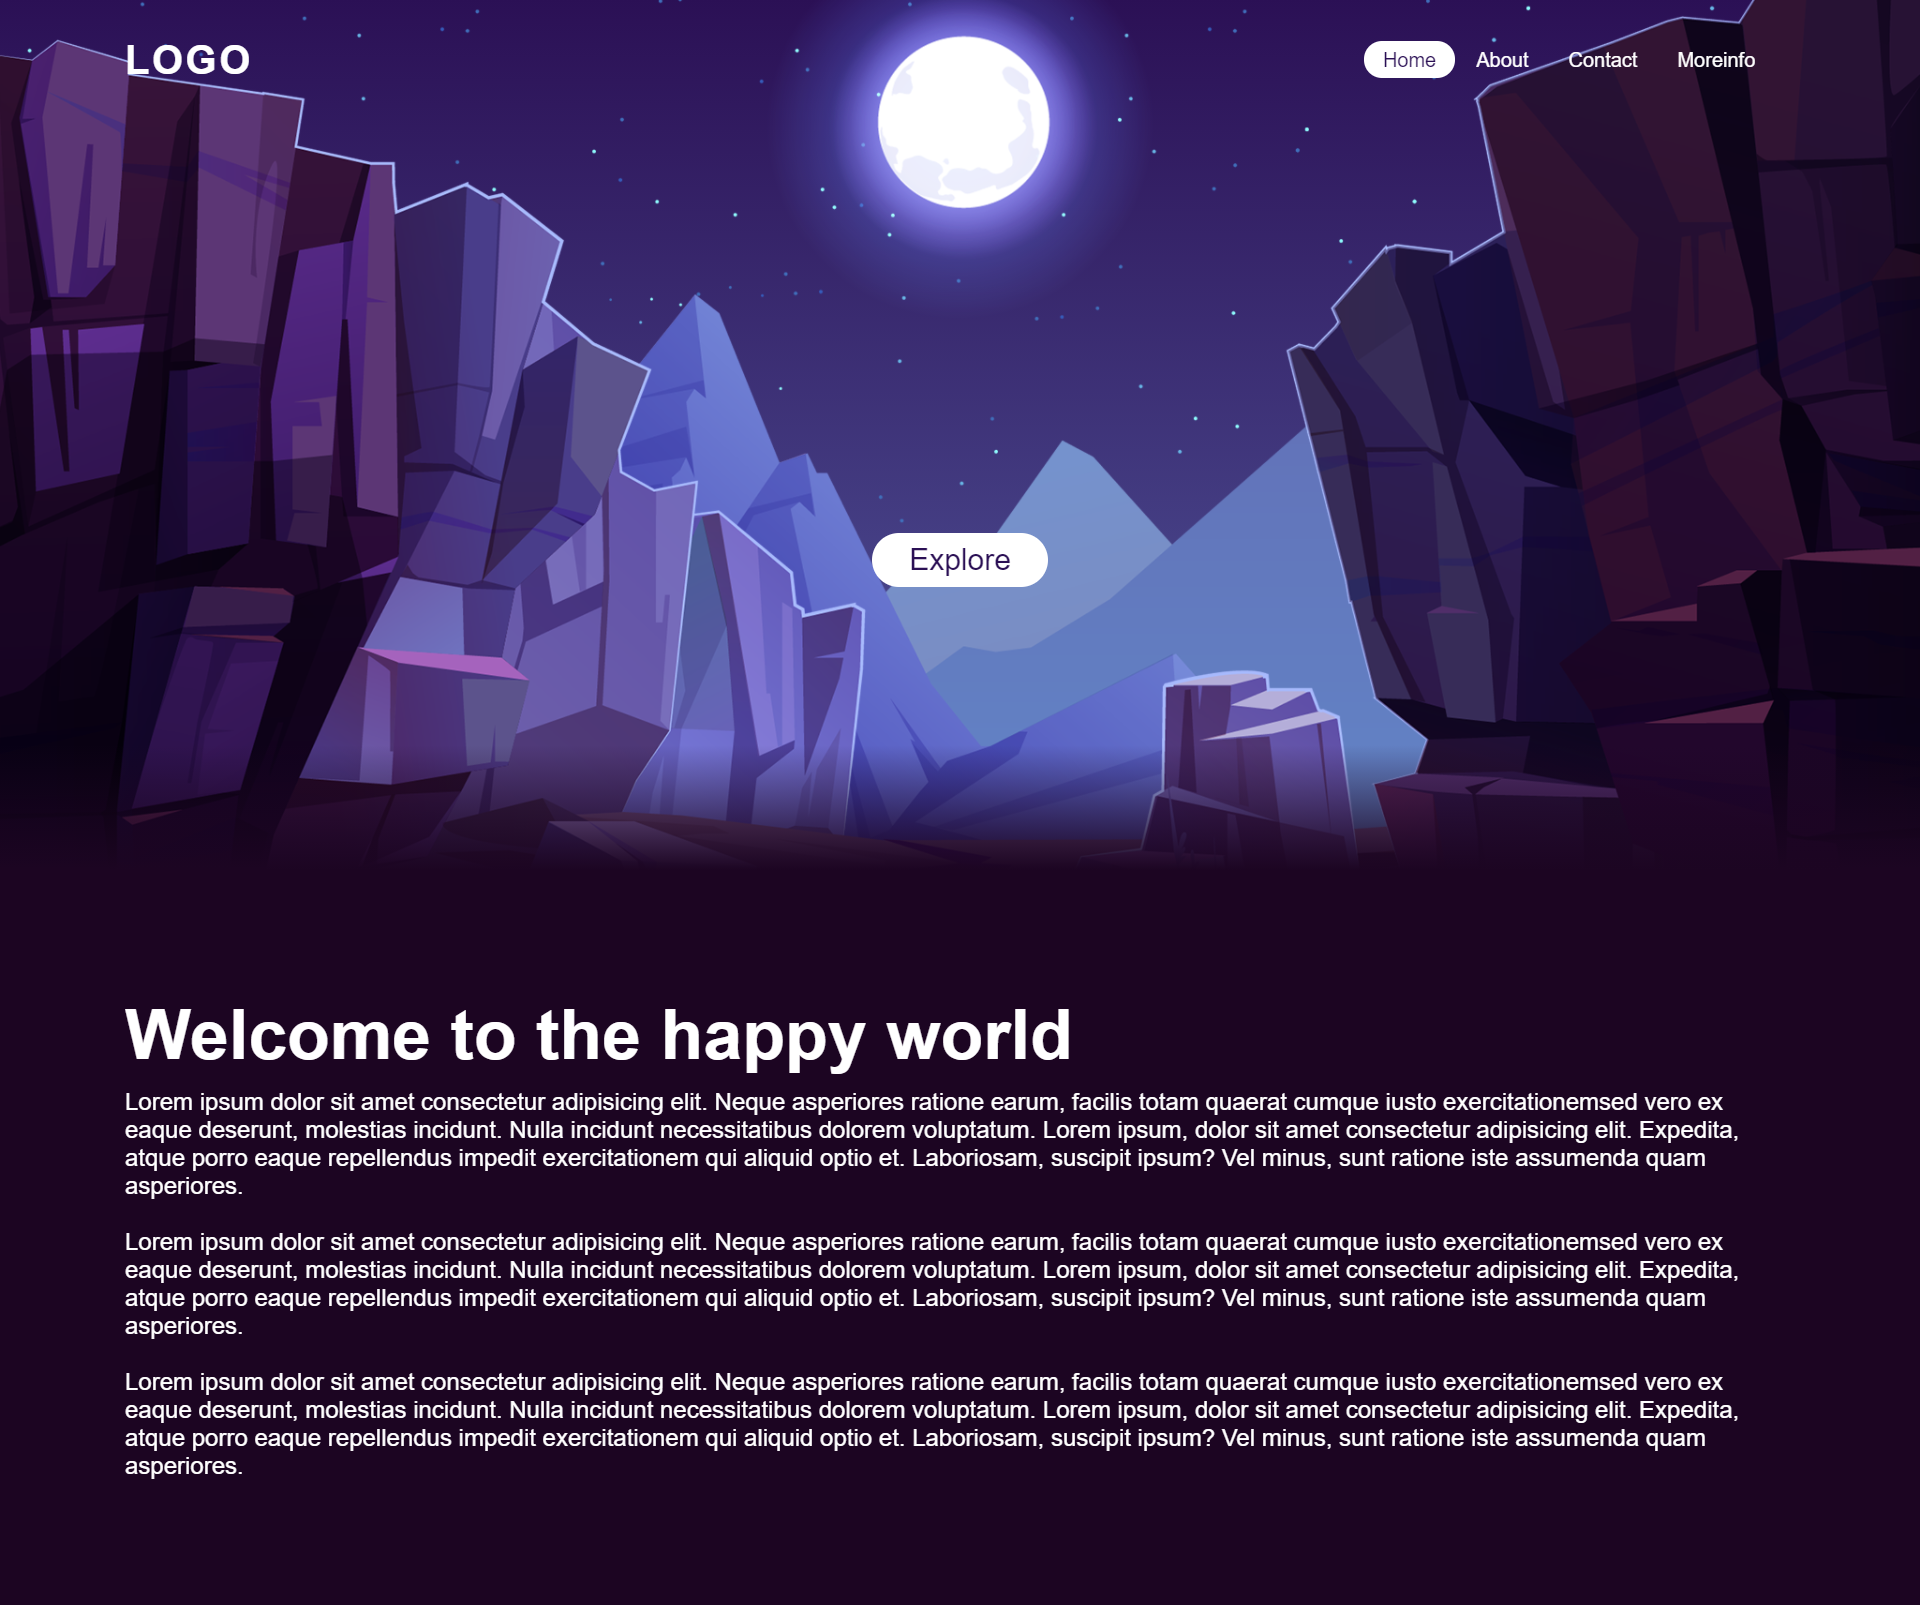 LOGO
Home About Contact Moreinfo
Explore
Welcome to the happy world
Lorem ipsum dolor sit amet consectetur adipisicing elit. Neque asperiores ratione earum, facilis totam quaerat cumque iusto exercitationemsed vero ex
eaque deserunt, molestias incidunt. Nulla incidunt necessitatibus dolorem voluptatum. Lorem ipsum, dolor sit amet consectetur adipisicing elit. Expedita,
atque porro eaque repellendus impedit exercitationem qui aliquid optio et. Laboriosam, suscipit ipsum? Vel minus, sunt ratione iste assumenda quam
asperiores.
Lorem ipsum dolor sit amet consectetur adipisicing elit. Neque asperiores ratione earum, facilis totam quaerat cumque iusto exercitationemsed vero ex
eaque deserunt, molestias incidunt. Nulla incidunt necessitatibus dolorem voluptatum. Lorem ipsum, dolor sit amet consectetur adipisicing elit. Expedita,
atque porro eaque repellendus impedit exercitationem qui aliquid optio et. Laboriosam, suscipit ipsum? Vel minus, sunt ratione iste assumenda quam
asperiores.
Lorem ipsum dolor sit amet consectetur adipisicing elit. Neque asperiores ratione earum, facilis totam quaerat cumque iusto exercitationemsed vero ex
eaque deserunt, molestias incidunt. Nulla incidunt necessitatibus dolorem voluptatum. Lorem ipsum, dolor sit amet consectetur adipisicing elit. Expedita,
atque porro eaque repellendus impedit exercitationem qui aliquid optio et. Laboriosam, suscipit ipsum? Vel minus, sunt ratione iste assumenda quam
asperiores.